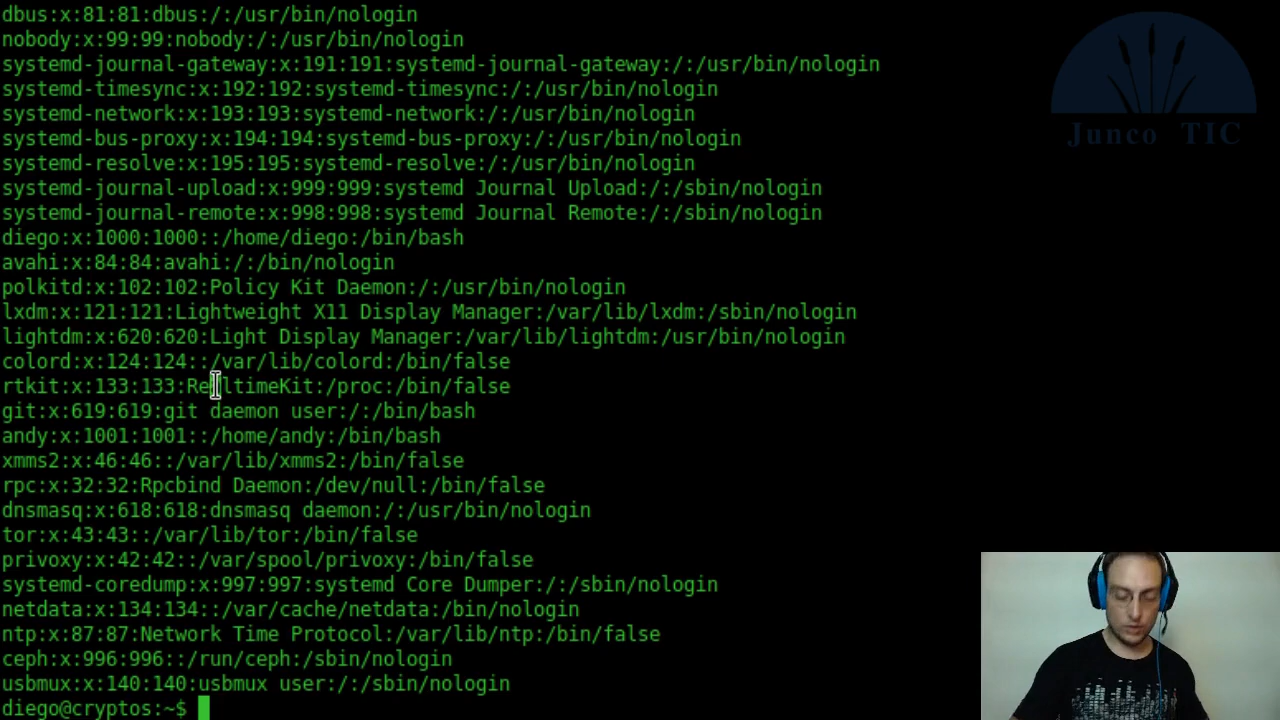 dbus:x:81:81:dbus:/:/usr/bin/nologin
nobody:x:99:99:nobody:/:/usr/bin/nologin
systemd-journal-gateway:x:191:191:systemd-journal-gateway:/:/usr/bin/nologin
systemd-timesync:x:192:192:systemd-timesync:/:/usr/bin/nologin
systemd-network:x:193:193:systemd-network:/:/usr/bin/nologin
systemd-bus-proxy:x:194:194:systemd-bus-proxy:/:/usr/bin/nologin
systemd-resolve:x:195:195:systemd-resolve:/:/usr/bin/nologin
systemd-journal-upload:x:999:999:systemd Journal Upload:/:/sbin/nologin
systemd-journal-remote:x:998:998:systemd Journal Remote:/:/sbin/nologin
diego:x:1000:1000::/home/diego:/bin/bash
avahi:x:84:84:avahi:/:/bin/nologin
polkitd:x:102:102:Policy Kit Daemon:/:/usr/bin/nologin
lxdm:x:121:121:Lightweight X11 Display Manager:/var/lib/lxdm:/sbin/nologin
lightdm:x:620:620:Light Display Manager:/var/lib/lightdm:/usr/bin/nologin
colord:x:124:124::/var/lib/colord:/bin/false
rtkit:x:133:133:RealtimeKit:/proc:/bin/false
git:x:619:619:git daemon user:/:/bin/bash
andy:x:1001:1001::/home/andy:/bin/bash
xmms2:x:46:46::/var/lib/xmms2:/bin/false
rpc:x:32:32:Rpcbind Daemon:/dev/null:/bin/false
dnsmasq:x:618:618:dnsmasq daemon:/:/usr/bin/nologin
tor:x:43:43::/var/lib/tor:/bin/false
privoxy:x:42:42::/var/spool/privoxy:/bin/false
systemd-coredump:x:997:997:systemd Core Dumper:/:/sbin/nologin
netdata:x:134:134::/var/cache/netdata:/bin/nologin
ntp:x:87:87:Network Time Protocol:/var/lib/ntp:/bin/false
ceph:x:996:996::/run/ceph:/sbin/nologin
usbmux:x:140:140:usbmux user:/:/sbin/nologin
diego@cryptos:~$
Junco TIC